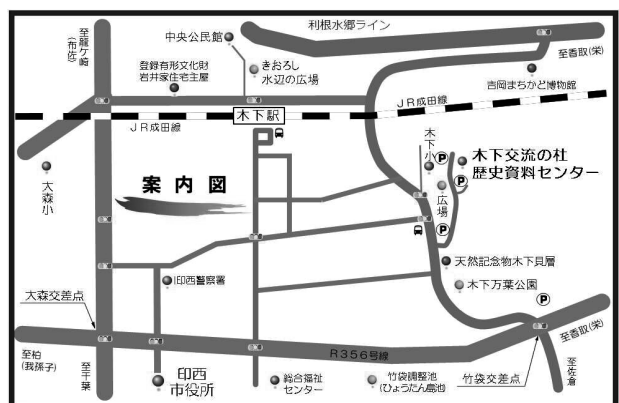 至龍ケ崎
(布佐)
中央公民館
利根水郷ライン
至香取(栄)
登録有形文化財
岩井家住宅主屋
きおろし
水辺の広場
吉岡まちかど博物館
木下駅
JR成田線
JR成田線
大森小
案内図
木下小
P
木下交流の杜
歴史資料センター
P
広場
P
印西警察署
天然記念物木下貝層
木下万葉公園
P
大森交差点
R356号線
至香取(栄)
至柏
(我孫子)
至千葉
印西
市役所
総合福祉
センター
竹袋調整池
(ひょうたん島池)
竹袋交差点
至佐倉